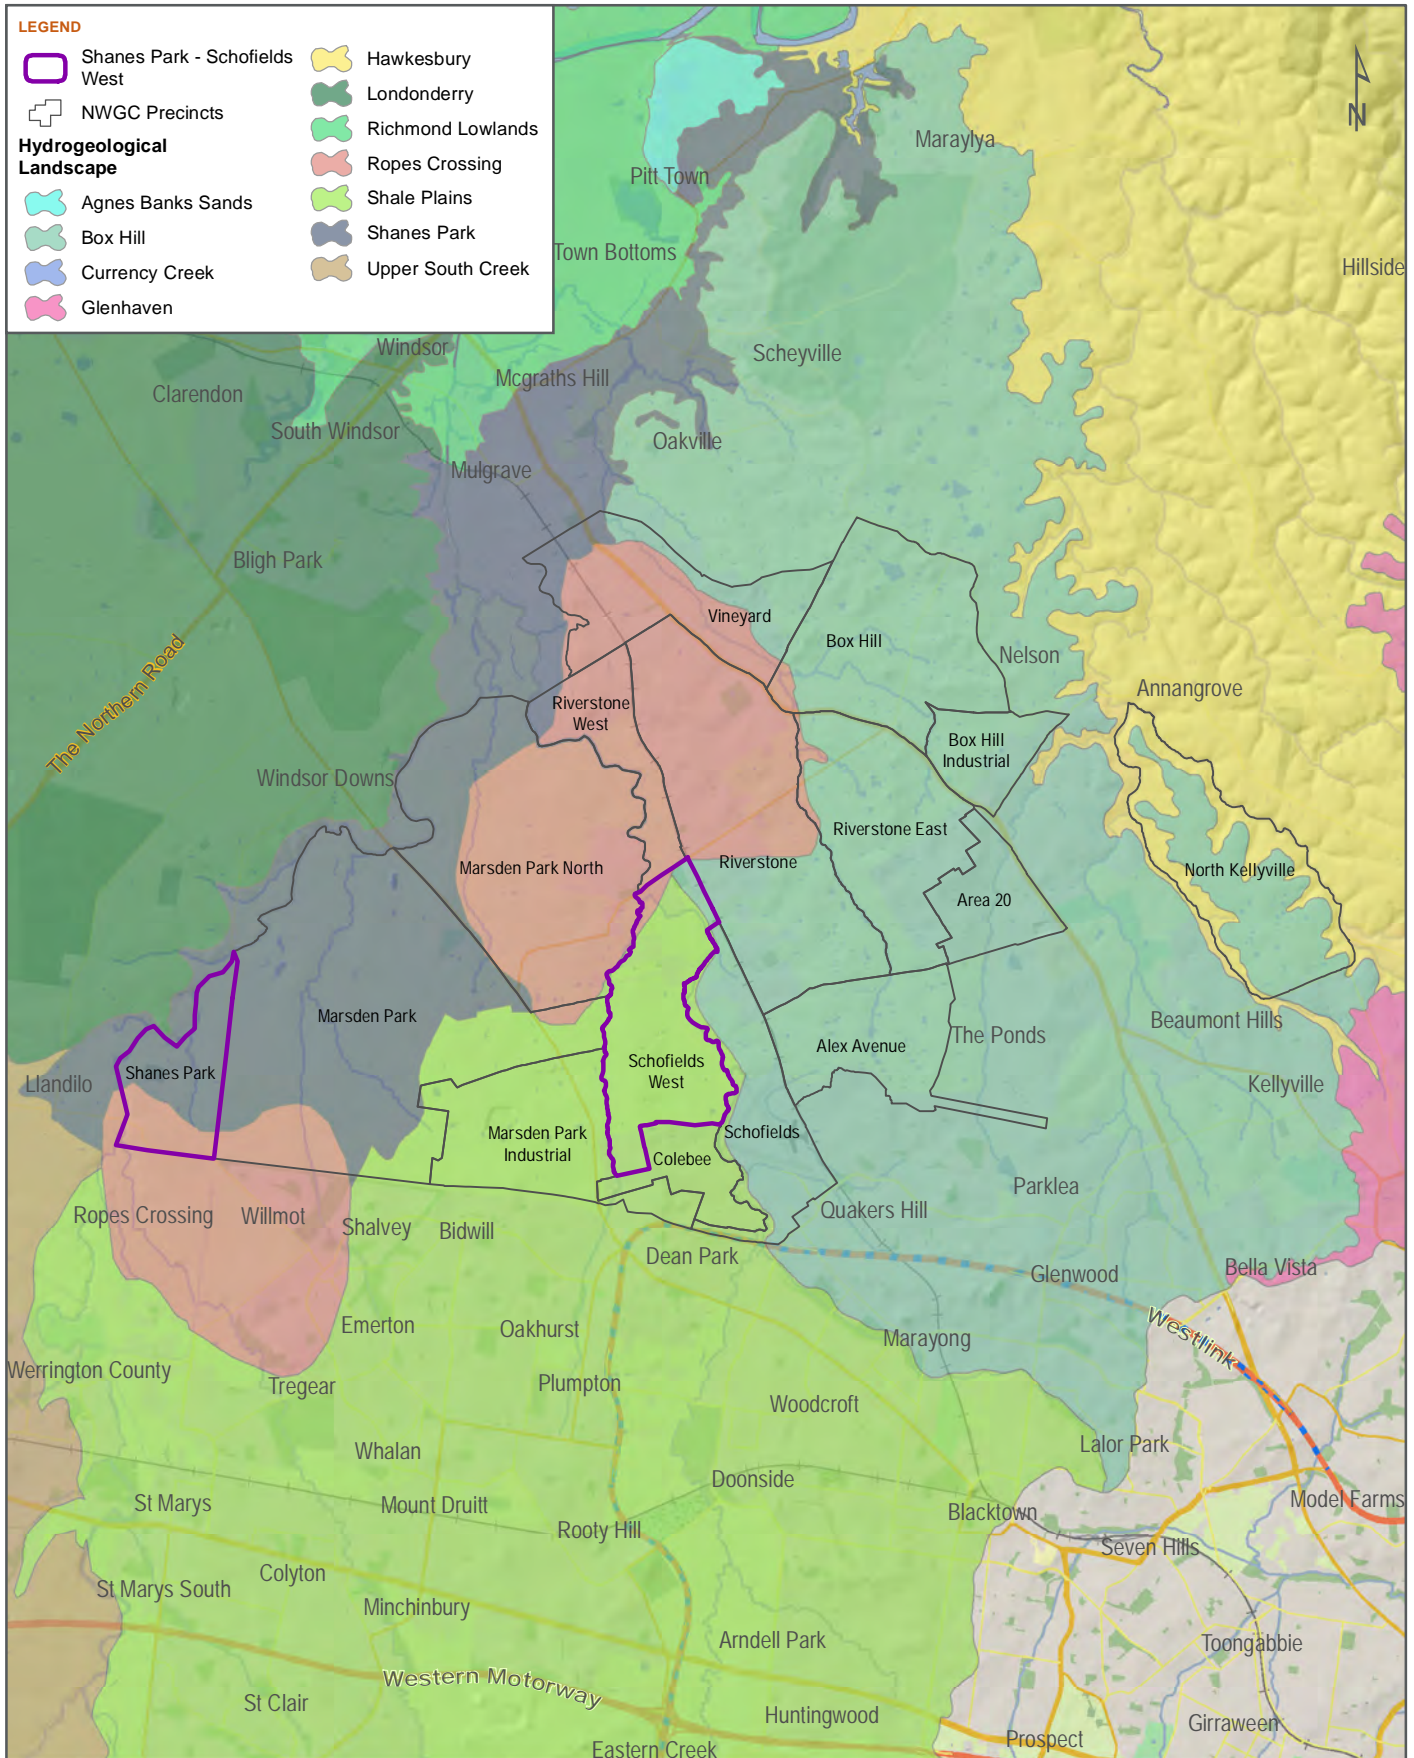 LEGEND
Shanes Park - Schofields
West
NWGC Precincts
Hydrogeological
Landscape
Agnes Banks Sands
Box Hill
Currency Creek
Glenhaven
Hawkesbury
Londonderry
Richmond Lowlands
Ropes Crossing
Shale Plains
Shanes Park
Upper South Creek
N
Maraylya
Pitt Town
Town Bottoms
Hillside
Windsor
Scheyville
Mcgraths Hill
Clarendon
South Windsor
Oakville
Mulgrave
Bligh Park
Vineyard
Box Hill
Nelson
The Northern Road
Annangrove
Riverstone
West
Box Hill
Industrial
Windsor Downs
Riverstone East
Marsden Park North
Riverstone
North Kellyville
Area 20
Marsden Park
Beaumont Hills
The Ponds
Alex Avenue
Shanes Park
Schofields
West
Llandilo
Kellyville
Marsden Park
Industrial
Schofields
Colebee
Parklea
Ropes Crossing
Willmot
Shalvey
Bidwill
Quakers Hill
Dean Park
Bella Vista
Glenwood
Emerton
Oakhurst
Westlink
Marayong
Werrington County
Tregear
Plumpton
Woodcroft
Whalan
Lalor Park
Doonside
St Marys
Mount Druitt
Model Farms
Rooty Hill
Blacktown
Seven Hills
Colyton
St Marys South
Minchinbury
Arndell Park
Toongabbie
Western Motorway
St Clair
Huntingwood
Girraween
Prospect
Eastern Creek